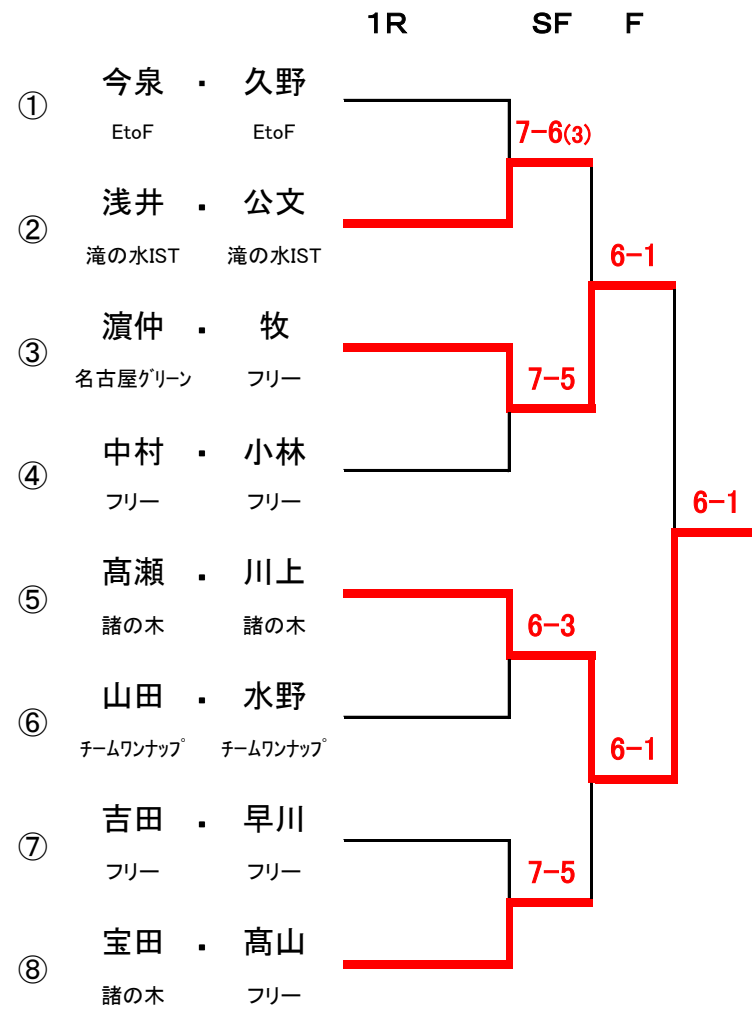 1R SF F
① 今泉 ・ 久野
EtoF EtoF
7-6(3)
② 浅井 ・ 公文
滝の水IST 滝の水IST
6-1
③ 濵仲 ・ 牧
名古屋グリーン フリー
7-5
④ 中村 ・ 小林
フリー フリー
6-1
⑤ 髙瀬 ・ 川上
諸の木 諸の木
6-3
⑥ 山田 ・ 水野
チームワンナップ チームワンナップ
6-1
⑦ 吉田 ・ 早川
フリー フリー
7-5
⑧ 宝田 ・ 髙山
諸の木 フリー